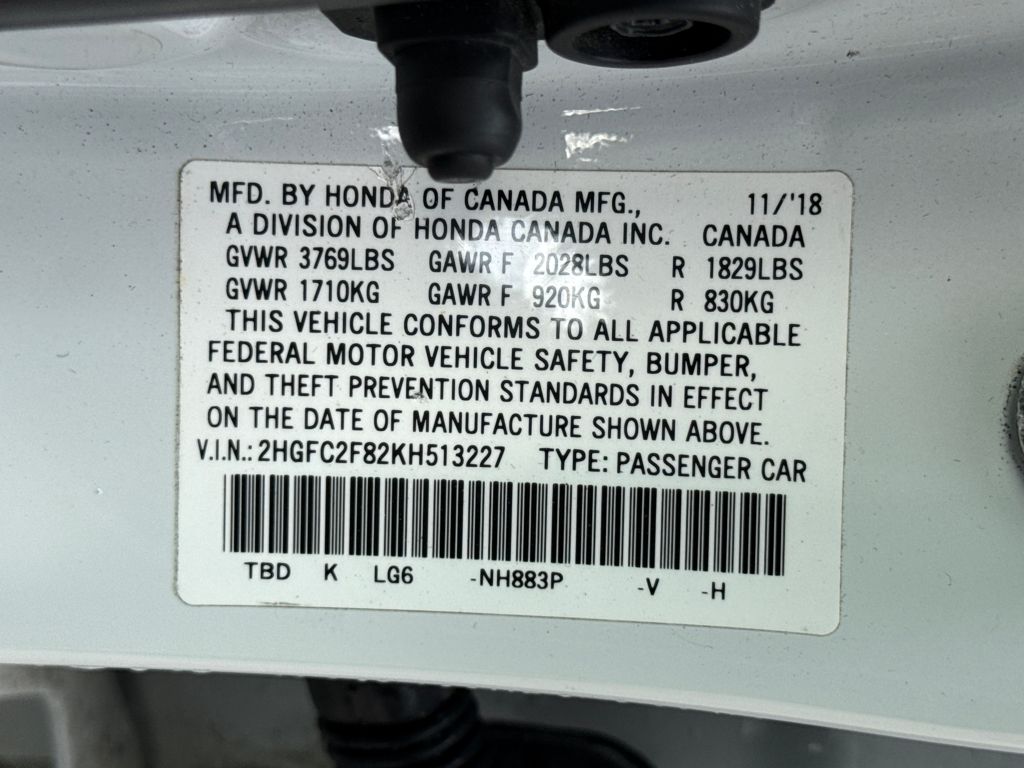 MFD. BY HONDA OF CANADA MFG., 11/'18
A DIVISION OF HONDA CANADA INC. CANADA
GVWR 3769LBS GAWR F 2028LBS R 1829LBS
GVWR 1710KG GAWR F 920KG R 830KG
THIS VEHICLE CONFORMS TO ALL APPLICABLE
FEDERAL MOTOR VEHICLE SAFETY, BUMPER,
AND THEFT PREVENTION STANDARDS IN EFFECT
ON THE DATE OF MANUFACTURE SHOWN ABOVE.
V.I.N.: 2HGFC2F82KH513227 TYPE: PASSENGER CAR
TBD K LG6 -NH883P -V -H